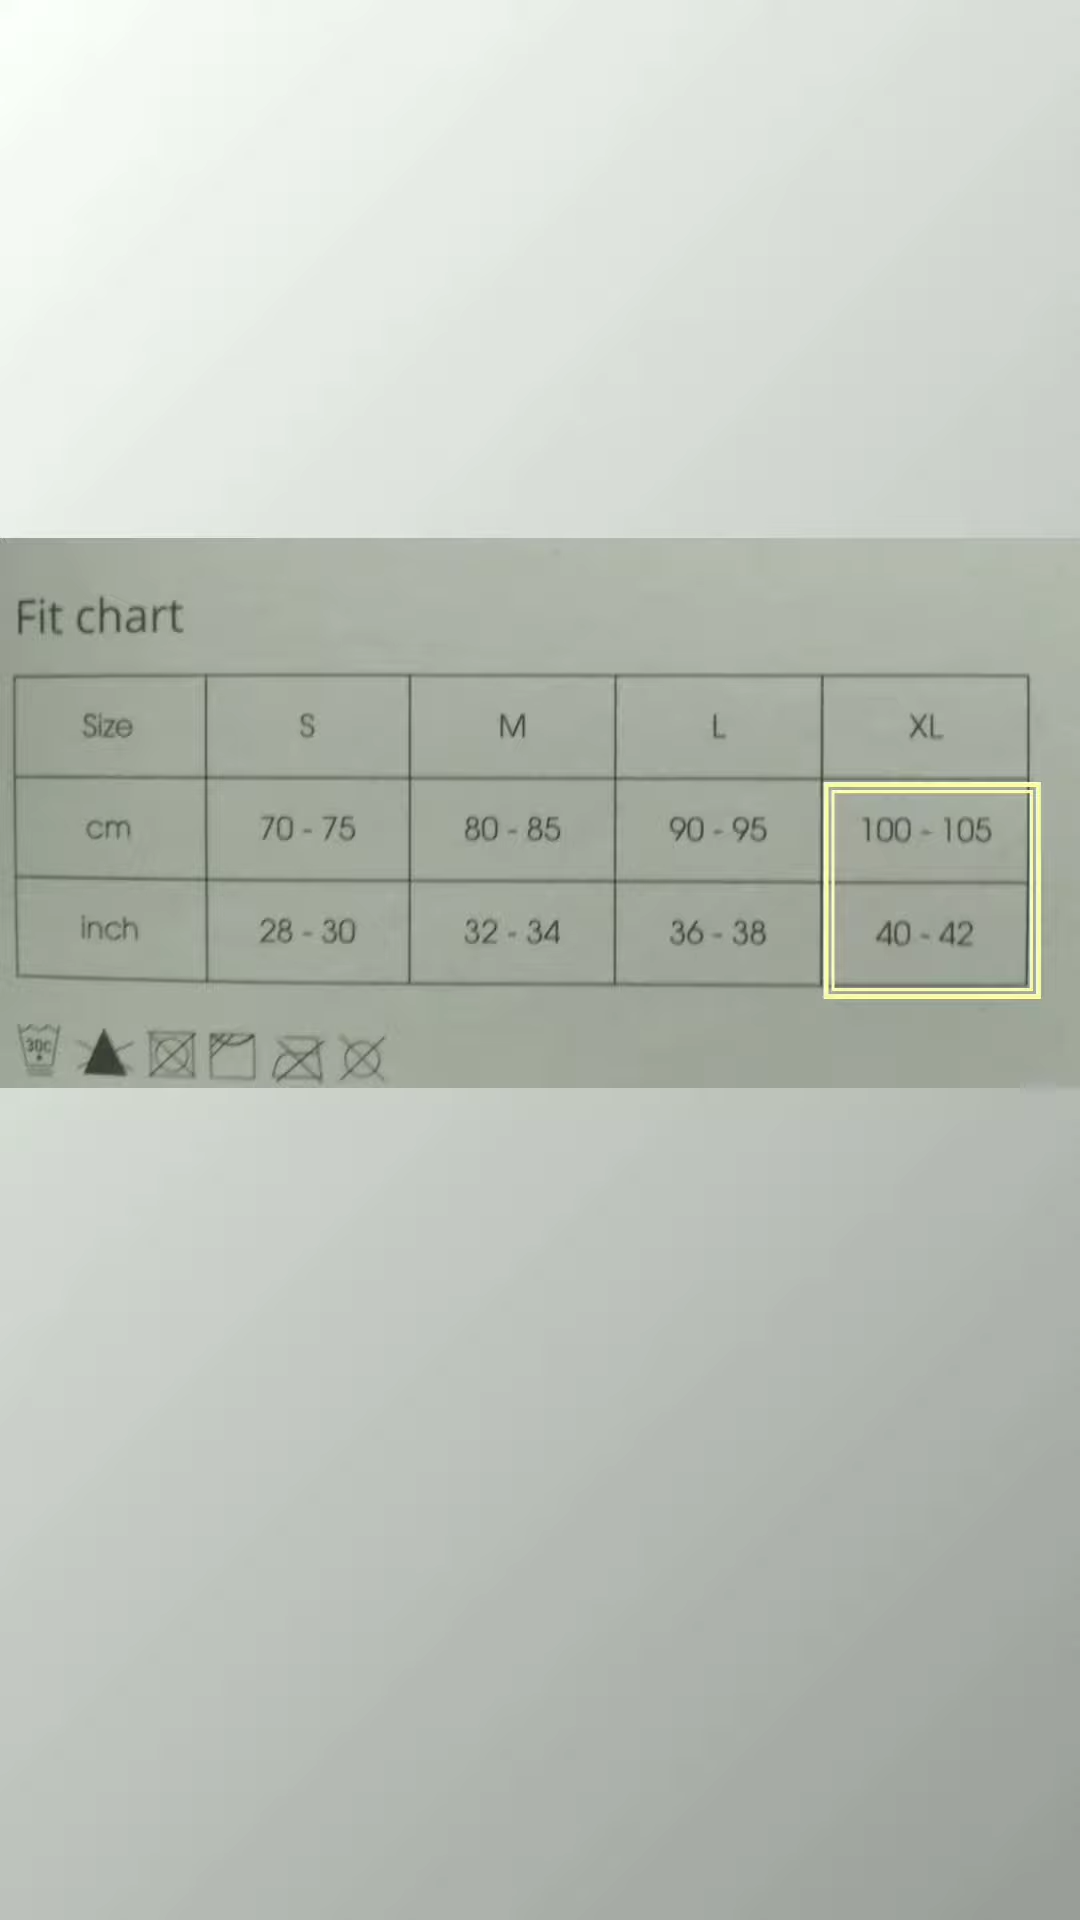 Fit chart
Size S M L XL
cm 70 - 75 80 - 85 90 - 95 100 - 105
inch 28 - 30 32 - 34 36 - 38 40 - 42
30c